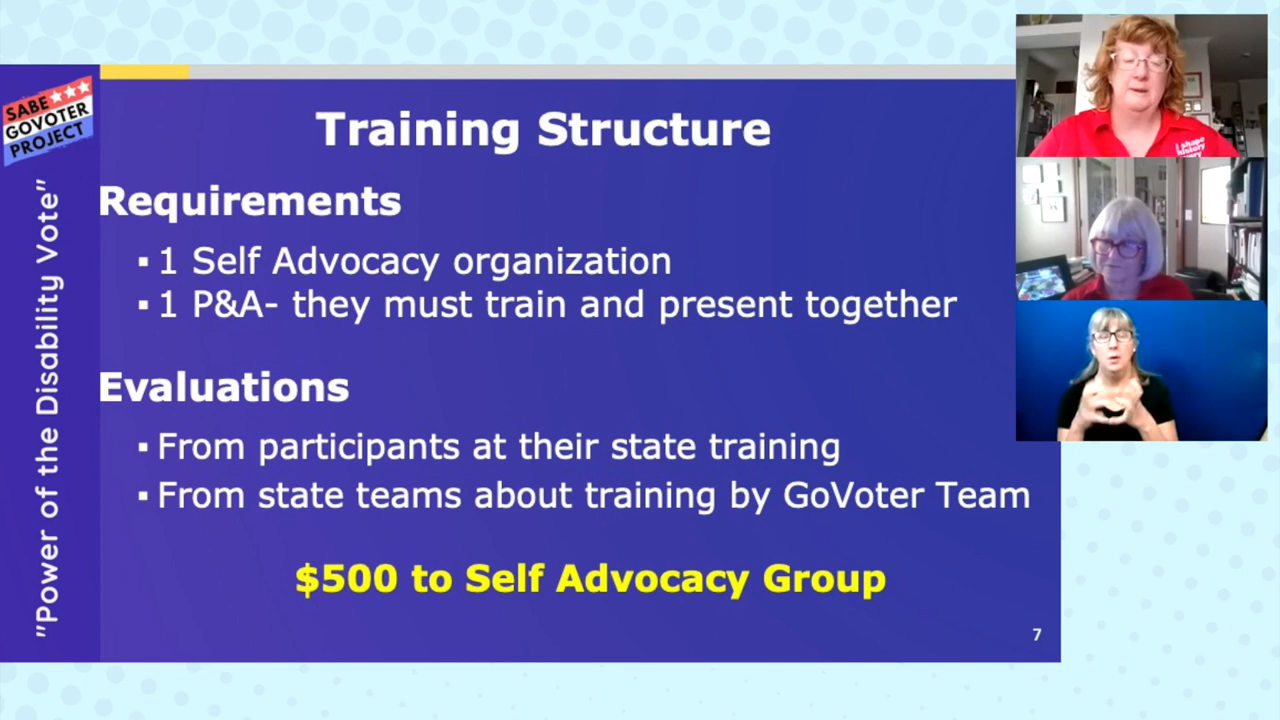 SABE
GOVOTER
PROJECT
"Power of the Disability Vote"
Training Structure
Requirements
▪ 1 Self Advocacy organization
▪ 1 P&A- they must train and present together
Evaluations
▪ From participants at their state training
▪ From state teams about training by GoVoter Team
$500 to Self Advocacy Group
7
I shape
history